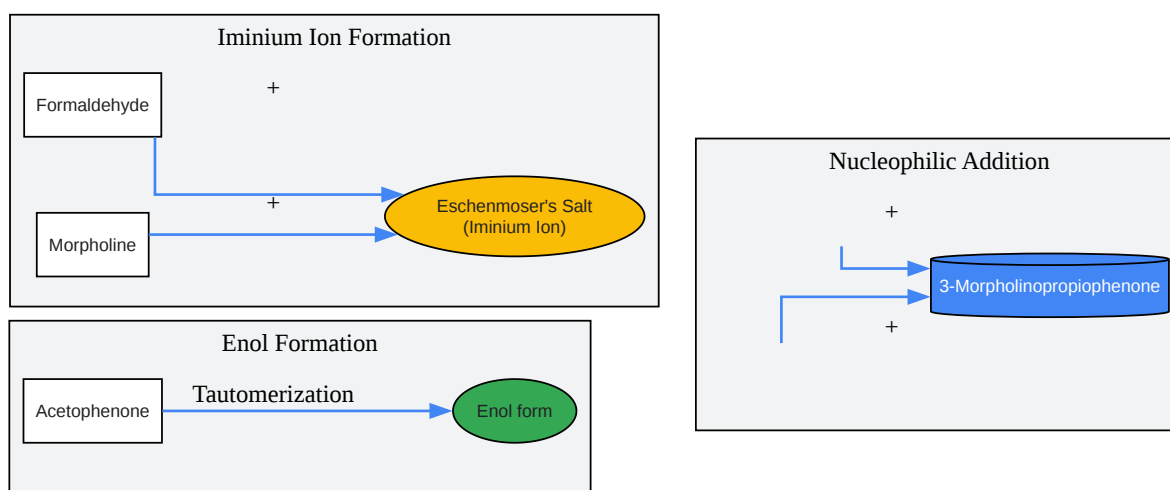 Iminium Ion Formation
Formaldehyde
+
+
Morpholine
Eschenmoser's Salt
(Iminium Ion)
Enol Formation
Acetophenone
Tautomerization
Enol form
Nucleophilic Addition
+
3-Morpholinopropiophenone
+